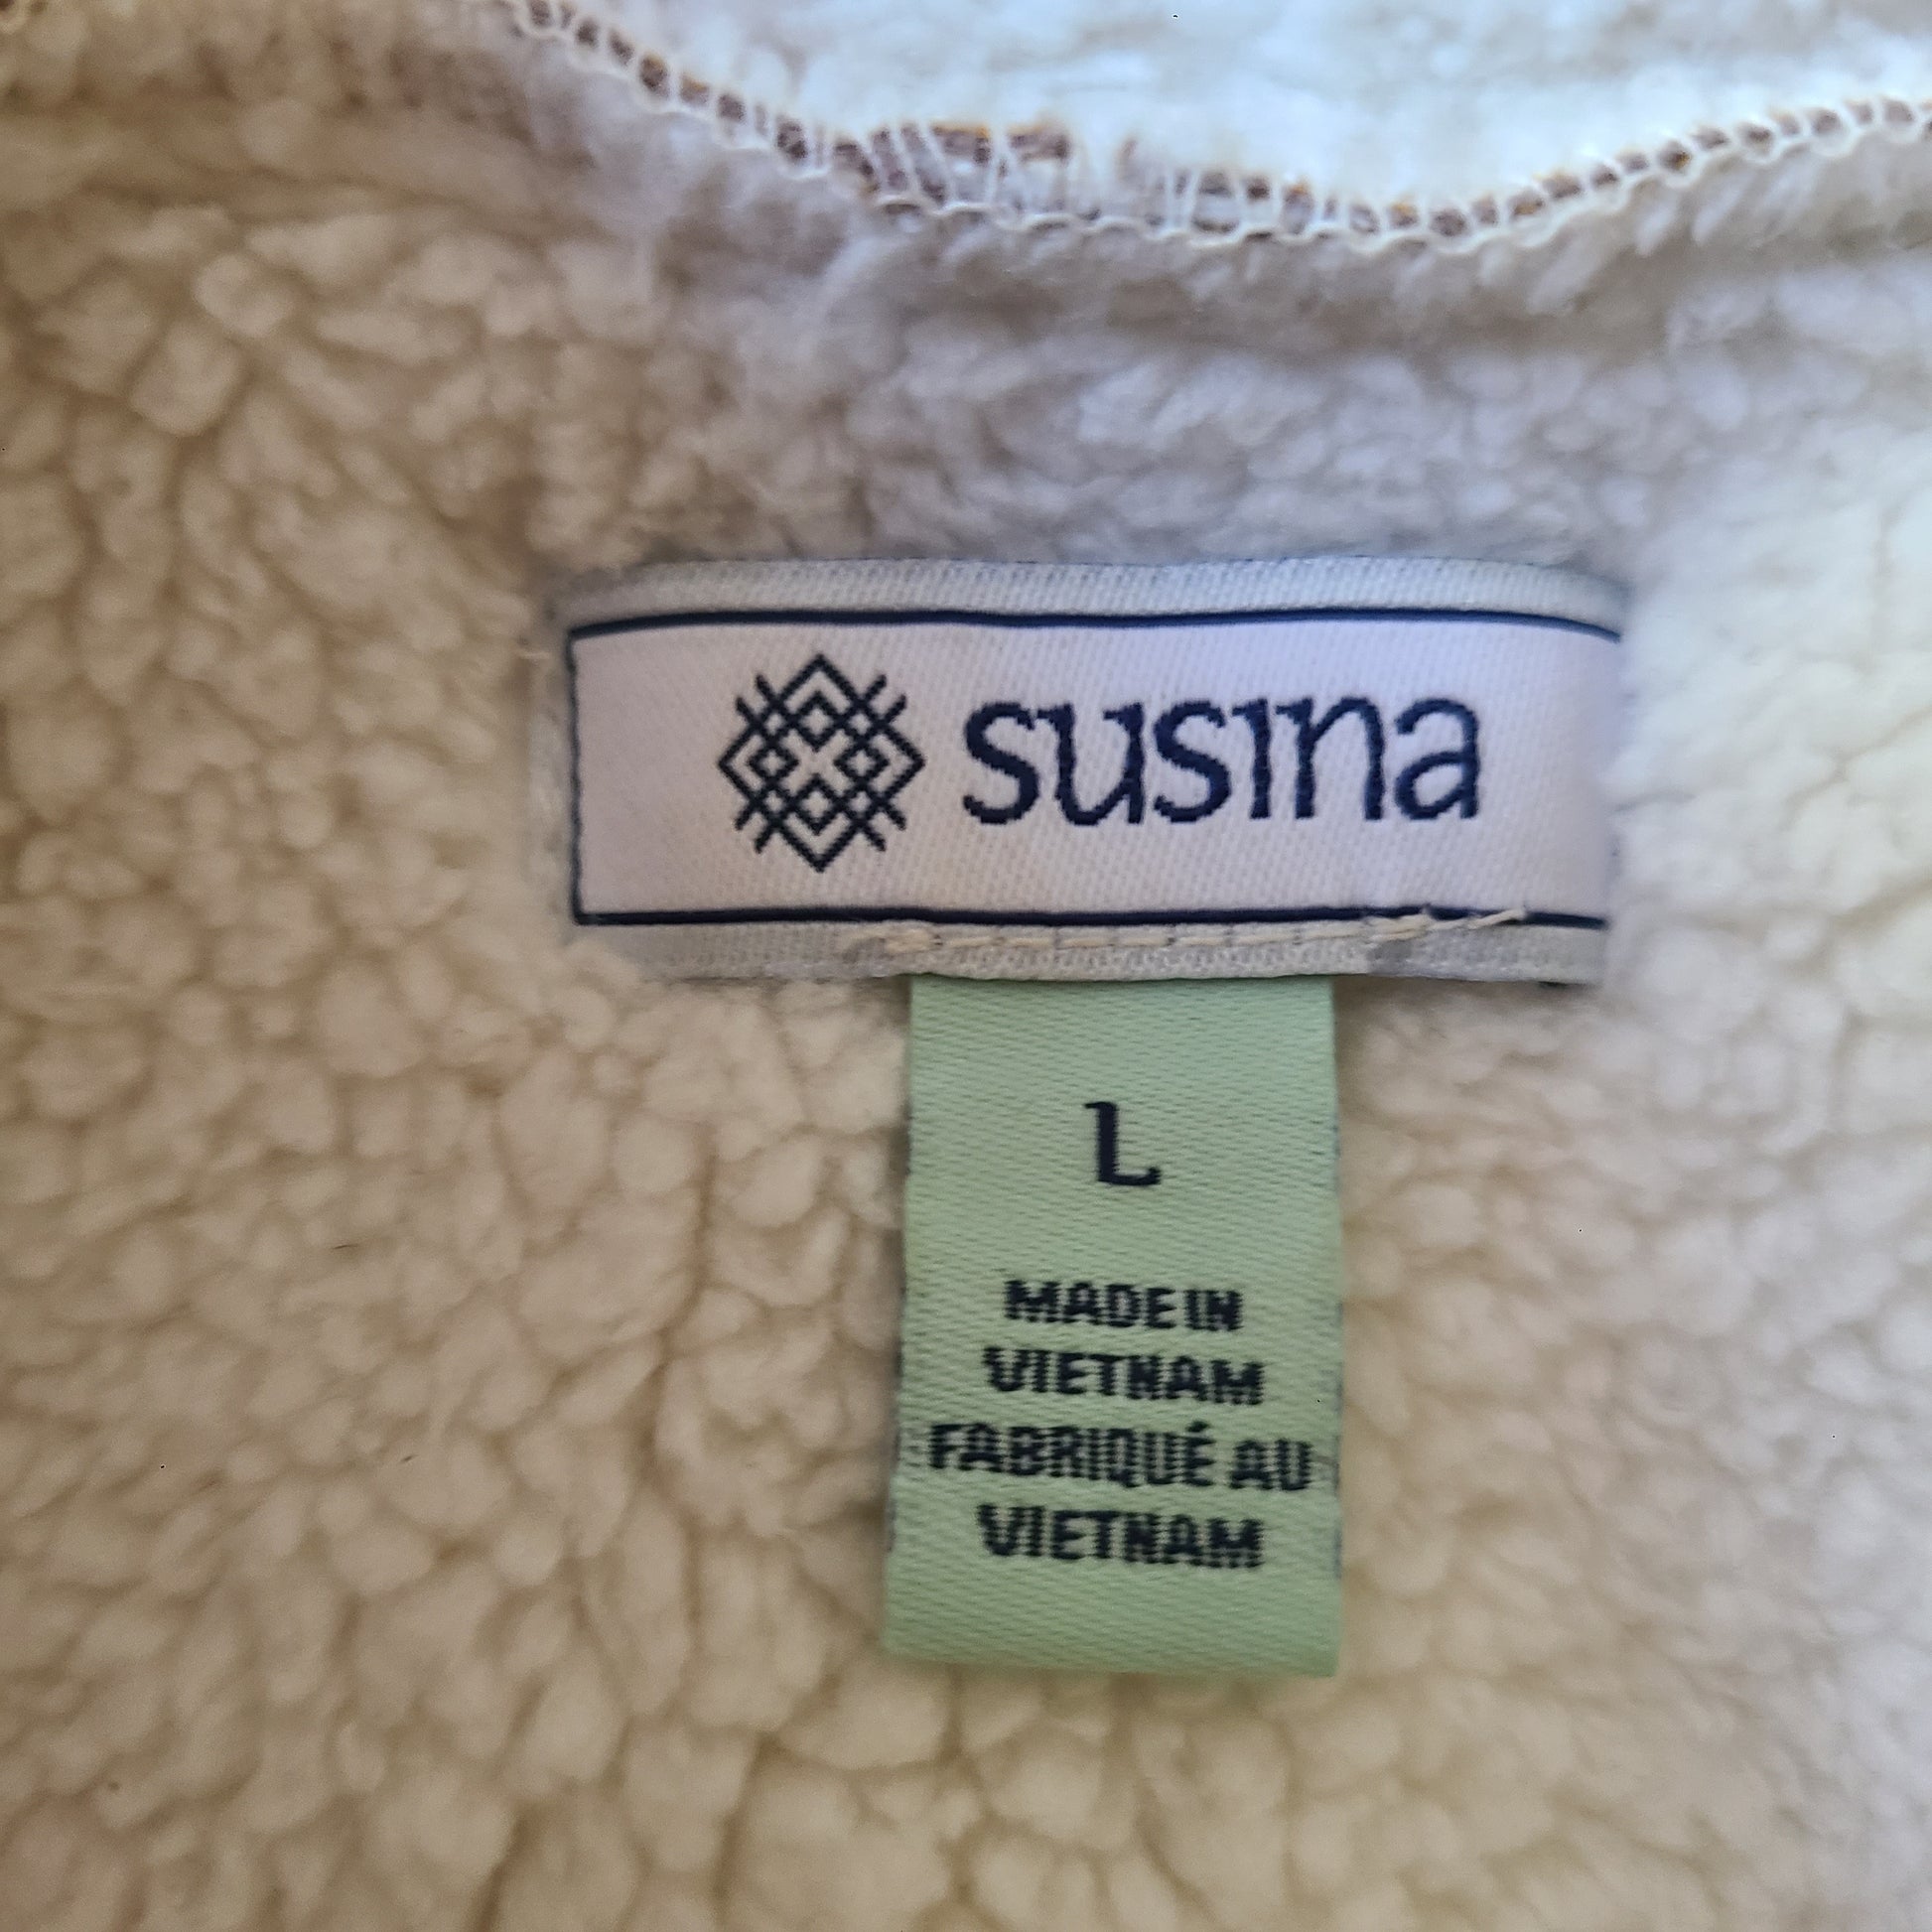 susina
L
MADE IN
VIETNAM
FABRIQUÉ AU
VIETNAM